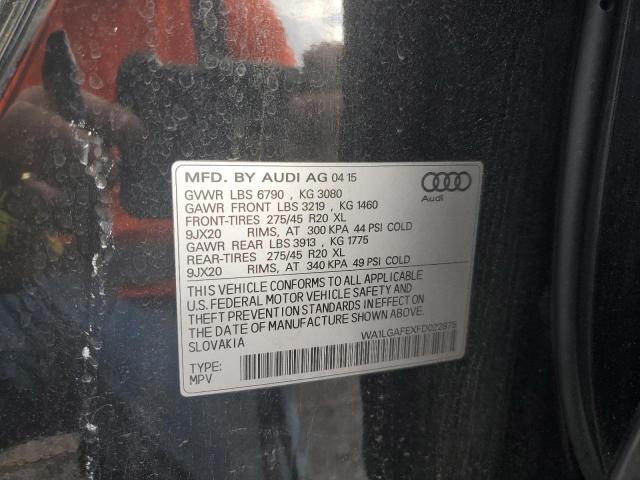 MFD. BY AUDI AG 04 15
GVWR LBS 6790 , KG 3080
GAWR FRONT LBS 3219 , KG 1460
FRONT-TIRES 275/45 R20 XL
9JX20 RIMS, AT 300 KPA 44 PSI COLD
GAWR REAR LBS 3913 , KG 1775
REAR-TIRES 275/45 R20 XL
9JX20 RIMS, AT 340 KPA 49 PSI COLD
THIS VEHICLE CONFORMS TO ALL APPLICABLE
U.S. FEDERAL MOTOR VEHICLE SAFETY AND
THEFT PREVENTION STANDARDS IN EFFECT ON
THE DATE OF MANUFACTURE SHOWN ABOVE.
SLOVAKIA
WA1LGAFEXFD022875
TYPE:
MPV
Audi